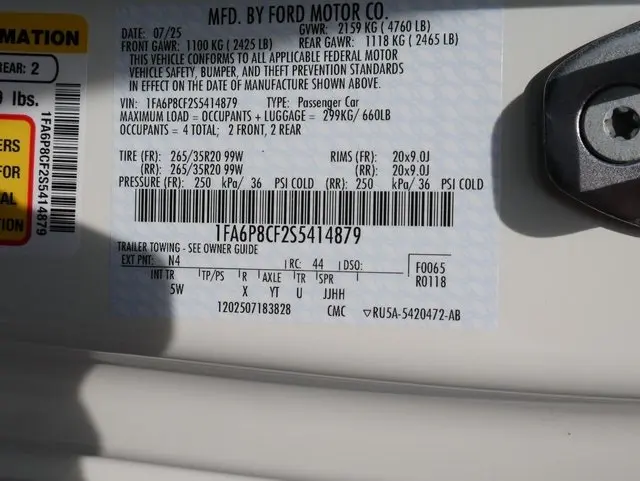 MFD. BY FORD MOTOR CO.
DATE: 07/25 GVWR: 2159 KG ( 4760 LB)
FRONT GAWR: 1100 KG ( 2425 LB) REAR GAWR: 1118 KG ( 2465 LB)
THIS VEHICLE CONFORMS TO ALL APPLICABLE FEDERAL MOTOR
VEHICLE SAFETY, BUMPER, AND THEFT PREVENTION STANDARDS
IN EFFECT ON THE DATE OF MANUFACTURE SHOWN ABOVE.
VIN: 1FA6P8CF2S5414879 TYPE: Passenger Car
MAXIMUM LOAD = OCCUPANTS + LUGGAGE = 299KG/ 660LB
OCCUPANTS = 4 TOTAL; 2 FRONT, 2 REAR
TIRE (FR): 265/35R20 99W RIMS (FR): 20x9.0J
(RR): 265/35R20 99W (RR): 20x9.0J
PRESSURE (FR): 250 kPa/ 36 PSI COLD (RR): 250 kPa/ 36 PSI COLD
1FA6P8CF2S5414879
TRAILER TOWING - SEE OWNER GUIDE
EXT PNT: N4 RC: 44 DSO: F0065
INT TR TP/PS R AXLE TR SPR R0118
5W X YT U JJHH
1202507183828 CMC ▽RU5A-5420472-AB
MATION
REAR: 2
lbs.
1FA6P8CF2S5414879
ERS
FOR
NAL